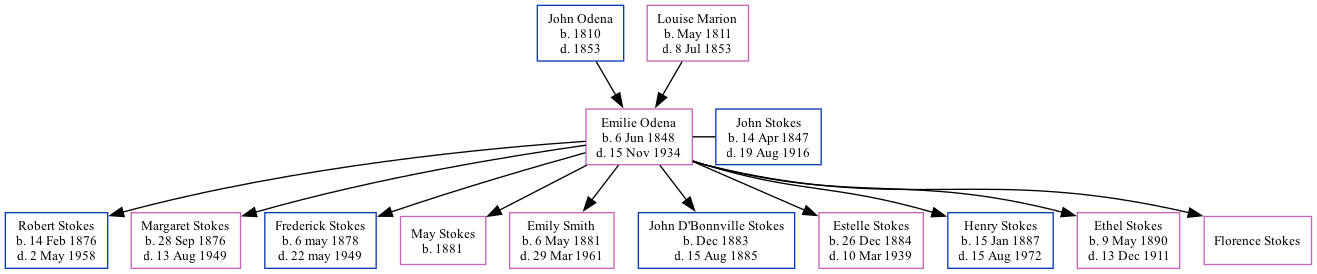 John Odena
b. 1810
d. 1853
Louise Marion
b. May 1811
d. 8 Jul 1853
Emilie Odena
b. 6 Jun 1848
d. 15 Nov 1934
John Stokes
b. 14 Apr 1847
d. 19 Aug 1916
Robert Stokes
b. 14 Feb 1876
d. 2 May 1958
Margaret Stokes
b. 28 Sep 1876
d. 13 Aug 1949
Frederick Stokes
b. 6 may 1878
d. 22 may 1949
May Stokes
b. 1881
Emily Smith
b. 6 May 1881
d. 29 Mar 1961
John D'Bonnville Stokes
b. Dec 1883
d. 15 Aug 1885
Estelle Stokes
b. 26 Dec 1884
d. 10 Mar 1939
Henry Stokes
b. 15 Jan 1887
d. 15 Aug 1972
Ethel Stokes
b. 9 May 1890
d. 13 Dec 1911
Florence Stokes